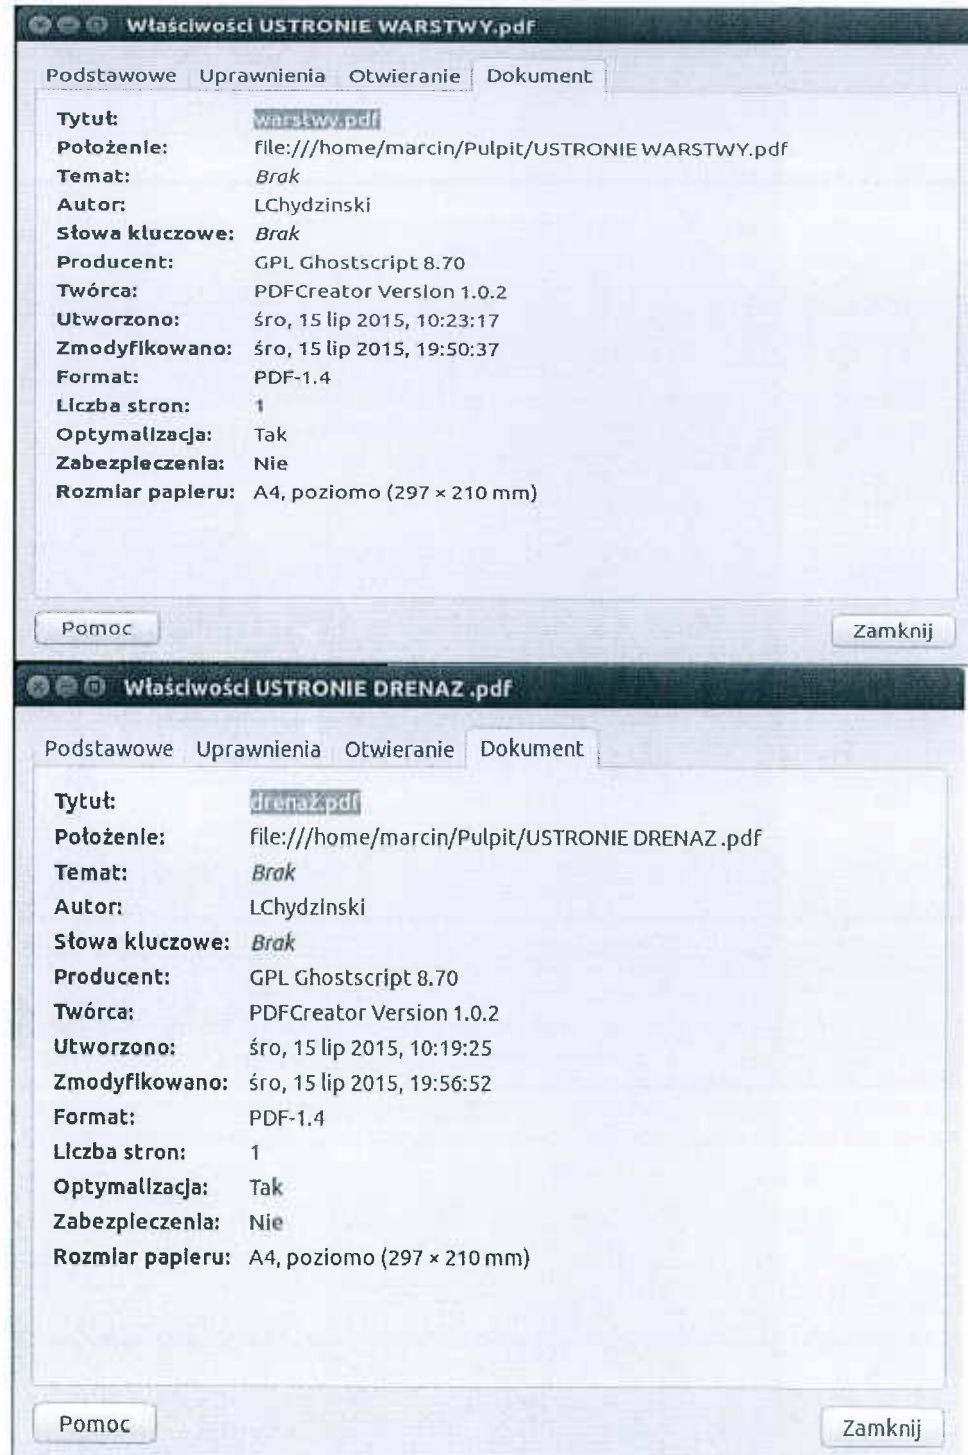 Właściwości USTRONIE WARSTWY.pdf
Podstawowe Uprawnienia Otwieranie Dokument
Tytuł: warstwy.pdf
Położenie: file:///home/marcin/Pulpit/USTRONIE WARSTWY.pdf
Temat: Brak
Autor: LChydzinski
Słowa kluczowe: Brak
Producent: GPL Ghostscript 8.70
Twórca: PDFCreator Version 1.0.2
Utworzono: śro, 15 lip 2015, 10:23:17
Zmodyfikowano: śro, 15 lip 2015, 19:50:37
Format: PDF-1.4
Liczba stron: 1
Optymalizacja: Tak
Zabezpieczenia: Nie
Rozmiar papieru: A4, poziomo (297 × 210 mm)
Pomoc Zamknij
Właściwości USTRONIE DRENAZ .pdf
Podstawowe Uprawnienia Otwieranie Dokument
Tytuł: drenaż.pdf
Położenie: file:///home/marcin/Pulpit/USTRONIE DRENAZ .pdf
Temat: Brak
Autor: LChydzinski
Słowa kluczowe: Brak
Producent: GPL Ghostscript 8.70
Twórca: PDFCreator Version 1.0.2
Utworzono: śro, 15 lip 2015, 10:19:25
Zmodyfikowano: śro, 15 lip 2015, 19:56:52
Format: PDF-1.4
Liczba stron: 1
Optymalizacja: Tak
Zabezpieczenia: Nie
Rozmiar papieru: A4, poziomo (297 × 210 mm)
Pomoc Zamknij